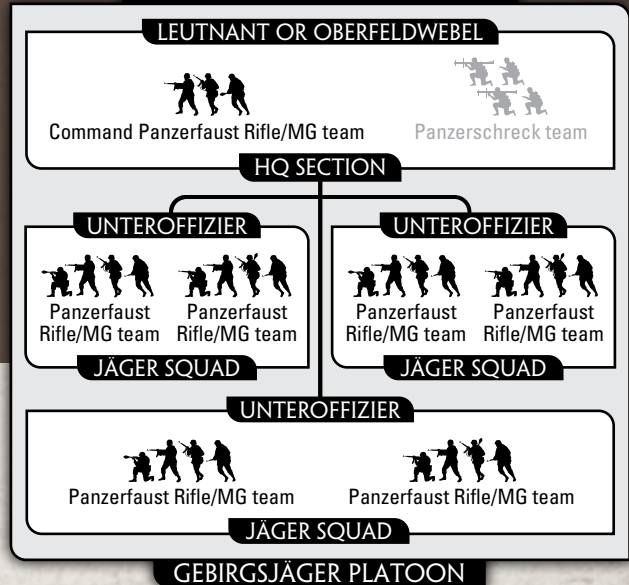 LEUTNANT OR OBERFELDWEBEL
Command Panzerfaust Rifle/MG team
Panzerschreck team
HQ SECTION
UNTEROFFIZIER
Panzerfaust Rifle/MG team
Panzerfaust Rifle/MG team
JÄGER SQUAD
UNTEROFFIZIER
Panzerfaust Rifle/MG team
Panzerfaust Rifle/MG team
JÄGER SQUAD
UNTEROFFIZIER
Panzerfaust Rifle/MG team
Panzerfaust Rifle/MG team
JÄGER SQUAD
GEBIRGSJÄGER PLATOON